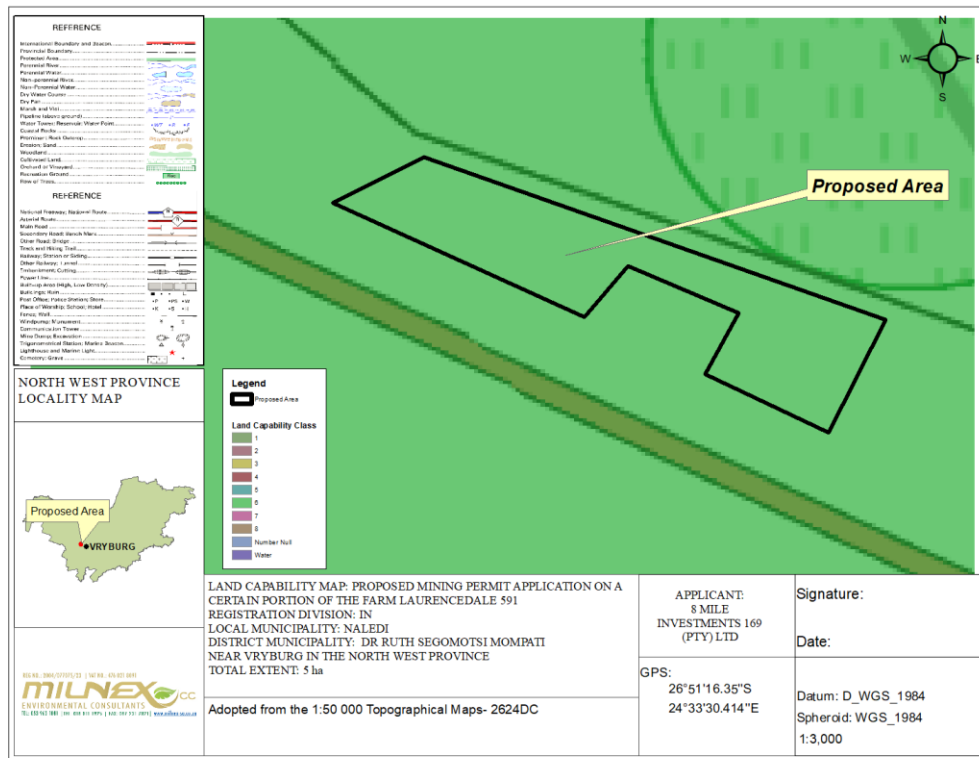 REFERENCE
International Boundary and Beacon
Provincial Boundary
Protected Area
Perennial River
Perennial Water
Non-perennial River
Non-Perennial Water
Dry Water Course
Dry Pan
Marsh and Vlei
Pipeline (above ground)
Water Tower; Reservoir; Water Point
Coastal Rocks
Prominent Rock Outcrop
Erosion; Sand
Woodland
Cultivated Land
Orchard or Vineyard
Recreation Ground
Row of Trees
REFERENCE
National Freeway; National Route
Arterial Route
Main Road
Secondary Road; Bench Mark
Other Road; Bridge
Track and Hiking Trail
Railway; Station or Siding
Other Railway; Tunnel
Embankment; Cutting
Power Line
Built-up Area (High, Low Density)
Buildings; Ruin
Post Office; Police Station; Store
Place of Worship; School; Hotel
Fence; Wall
Windpump; Monument
Communication Tower
Mine Dump; Excavation
Trigonometrical Station; Marine Beacon
Lighthouse and Marine Light
Cemetery; Grave
N
W
E
S
Proposed Area
NORTH WEST PROVINCE
LOCALITY MAP
Proposed Area
VRYBURG
Legend
Proposed Area
Land Capability Class
1
2
3
4
5
6
7
8
Number Null
Water
MILNEX CC
ENVIRONMENTAL CONSULTANTS
LAND CAPABILITY MAP: PROPOSED MINING PERMIT APPLICATION ON A
CERTAIN PORTION OF THE FARM LAURENCEDALE 591
REGISTRATION DIVISION: IN
LOCAL MUNICIPALITY: NALEDI
DISTRICT MUNICIPALITY: DR RUTH SEGOMOTSI MOMPATI
NEAR VRYBURG IN THE NORTH WEST PROVINCE
TOTAL EXTENT: 5 ha
Adopted from the 1:50 000 Topographical Maps- 2624DC
APPLICANT:
8 MILE
INVESTMENTS 169
(PTY) LTD
GPS:
26°51'16.35"S
24°33'30.414"E
Signature:
Date:
Datum: D_WGS_1984
Spheroid: WGS_1984
1:3,000